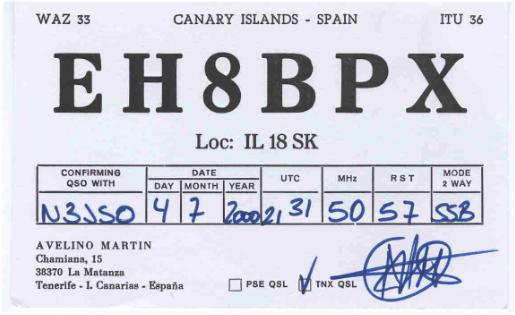 WAZ 33 CANARY ISLANDS - SPAIN ITU 36
EH8BPX
Loc: IL 18 SK
CONFIRMING QSO WITH DATE DAY MONTH YEAR UTC MHz RST MODE 2 WAY
N3JSO 4 7 2000 21 31 50 57 SSB
AVELINO MARTIN
Chamiana, 15
38370 La Matanza
Tenerife - I. Canarias - España PSE QSL TNX QSL